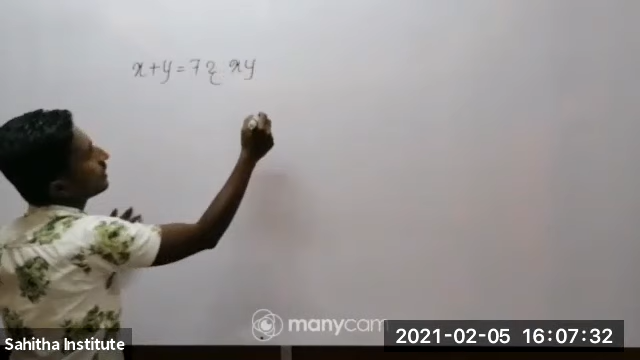 x+y=7 & xy
manycam
2021-02-05 16:07:32
Sahitha Institute